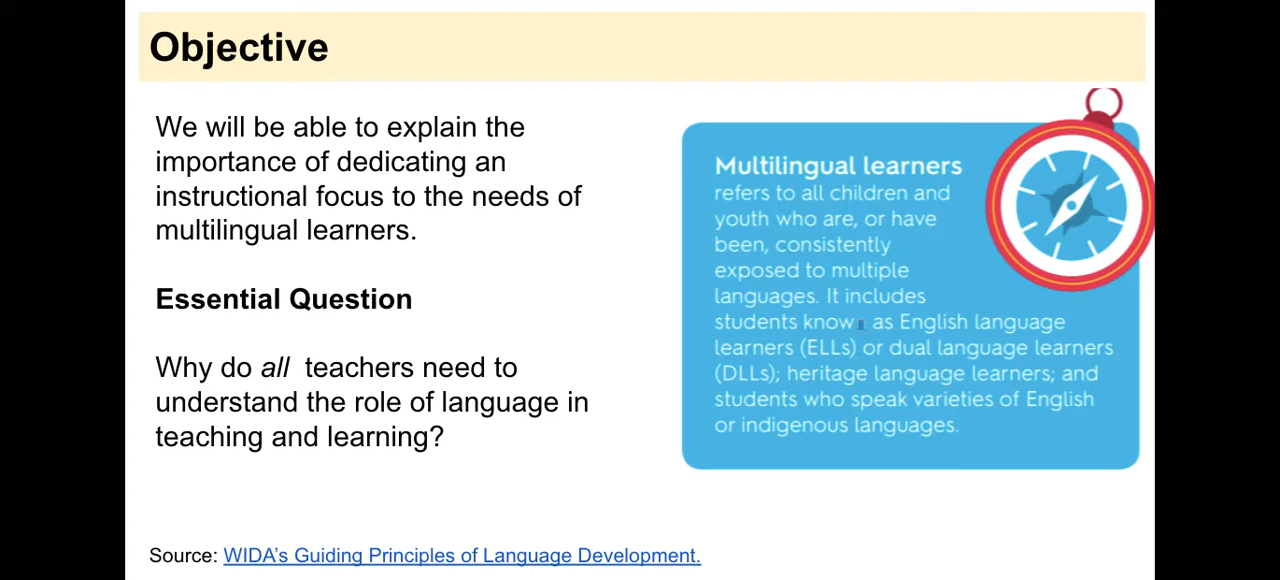 Objective
We will be able to explain the
importance of dedicating an
instructional focus to the needs of
multilingual learners.
Essential Question
Why do all teachers need to
understand the role of language in
teaching and learning?
Multilingual learners
refers to all children and
youth who are, or have
been, consistently
exposed to multiple
languages. It includes
students know as English language
learners (ELLs) or dual language learners
(DLLs); heritage language learners; and
students who speak varieties of English
or indigenous languages.
Source: WIDA's Guiding Principles of Language Development.